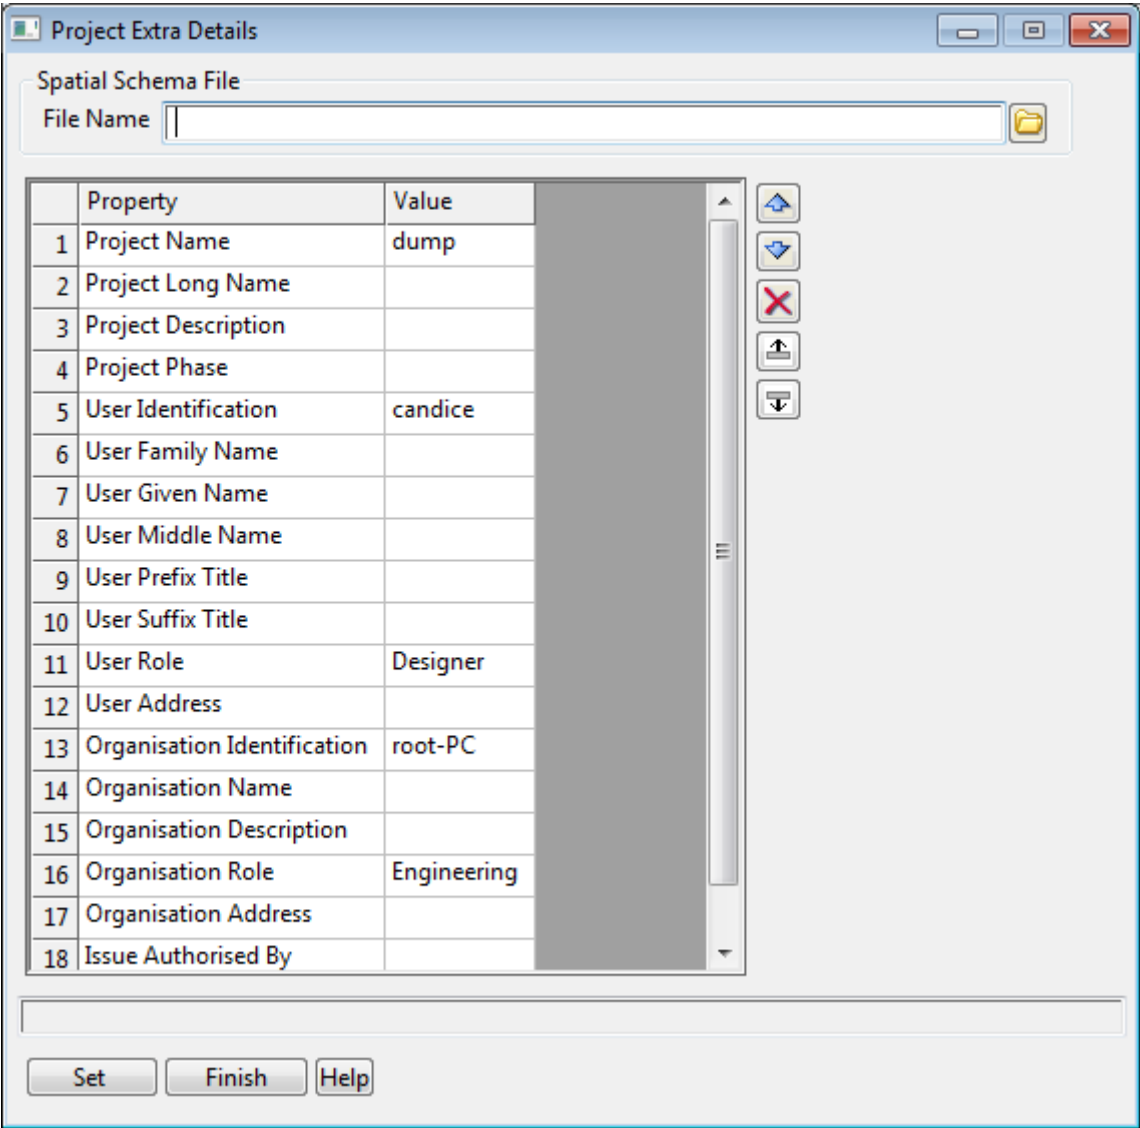 Project Extra Details
Spatial Schema File
File Name
Property Value
1 Project Name dump
2 Project Long Name
3 Project Description
4 Project Phase
5 User Identification candice
6 User Family Name
7 User Given Name
8 User Middle Name
9 User Prefix Title
10 User Suffix Title
11 User Role Designer
12 User Address
13 Organisation Identification root-PC
14 Organisation Name
15 Organisation Description
16 Organisation Role Engineering
17 Organisation Address
18 Issue Authorised By
Set Finish Help